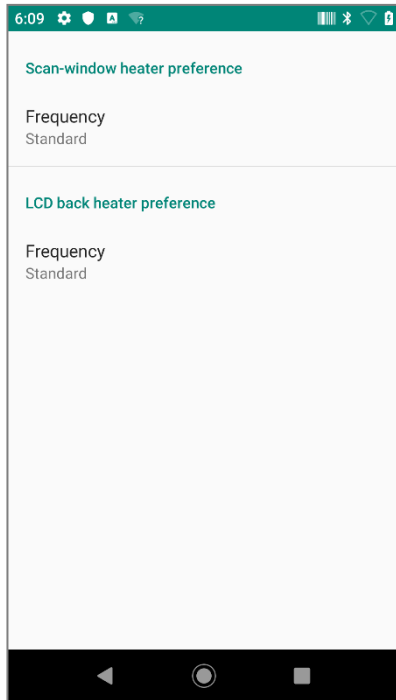 6:09
Scan-window heater preference
Frequency
Standard
LCD back heater preference
Frequency
Standard